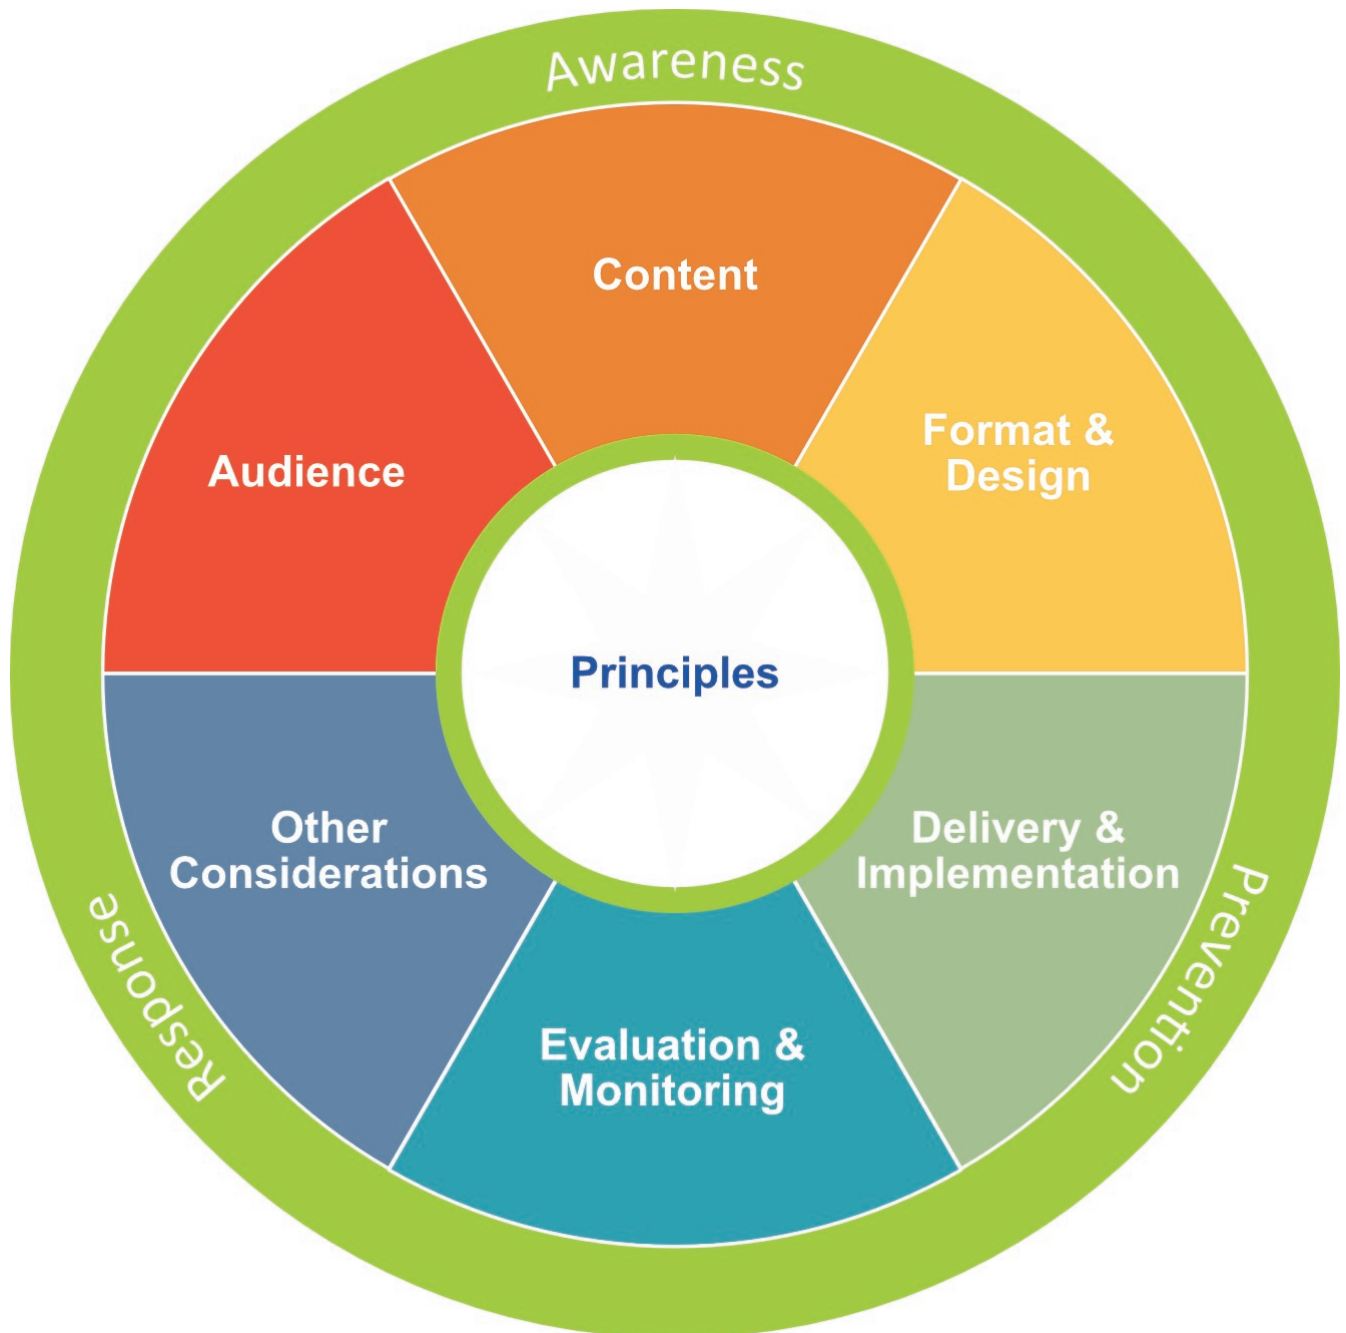 Awareness
Content
Format &
Design
Audience
Principles
Other
Considerations
Delivery &
Implementation
Evaluation &
Monitoring
Response
Prevention